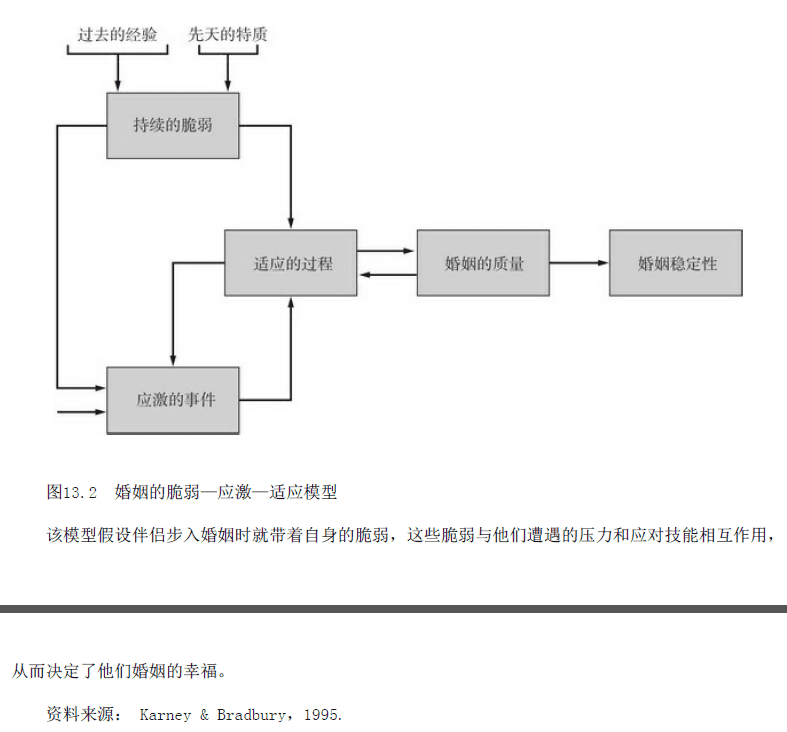 过去的经验 先天的特质
持续的脆弱
适应的过程 婚姻的质量 婚姻稳定性
应激的事件
图13.2 婚姻的脆弱—应激—适应模型
该模型假设伴侣步入婚姻时就带着自身的脆弱，这些脆弱与他们遭遇的压力和应对技能相互作用，
从而决定了他们婚姻的幸福。
资料来源： Karney & Bradbury，1995.